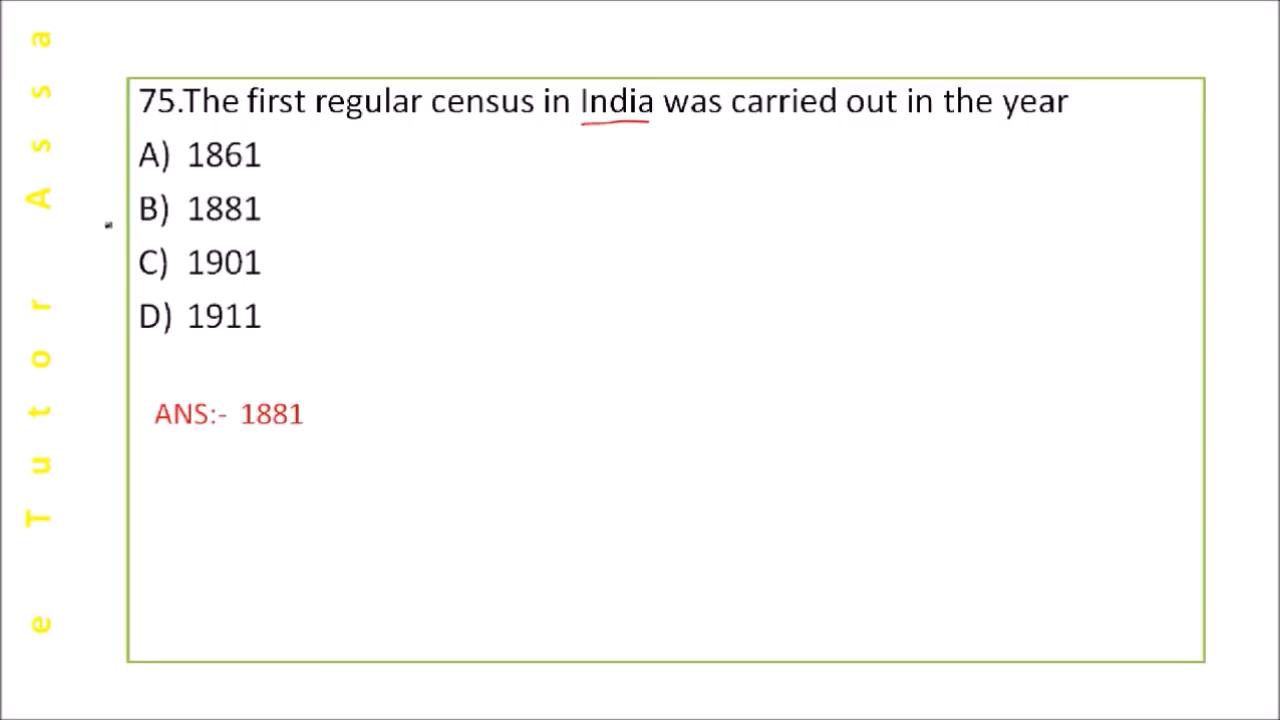 75.The first regular census in India was carried out in the year
A) 1861
B) 1881
C) 1901
D) 1911
ANS:- 1881
e Tutor Assa